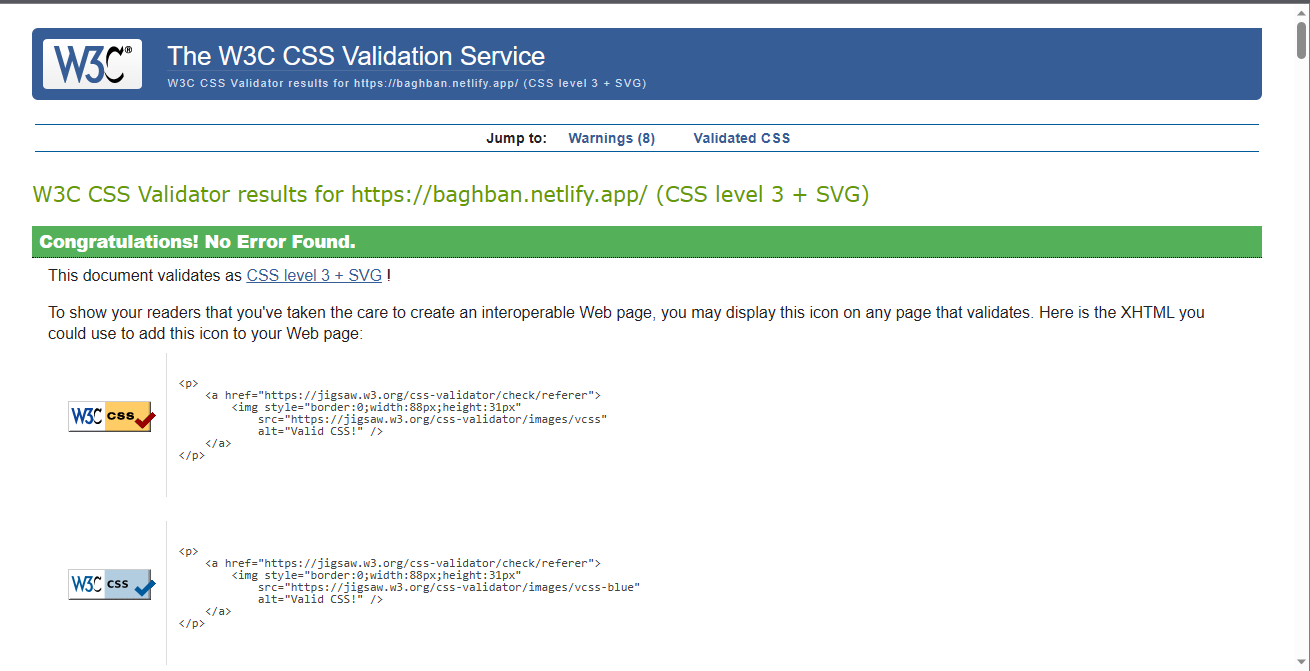 W3C®
The W3C CSS Validation Service
W3C CSS Validator results for https://baghban.netlify.app/ (CSS level 3 + SVG)
Jump to: Warnings (8) Validated CSS
W3C CSS Validator results for https://baghban.netlify.app/ (CSS level 3 + SVG)
Congratulations! No Error Found.
This document validates as CSS level 3 + SVG !
To show your readers that you've taken the care to create an interoperable Web page, you may display this icon on any page that validates. Here is the XHTML you
could use to add this icon to your Web page:
W3C CSS
<p>
    <a href="https://jigsaw.w3.org/css-validator/check/referer">
        <img style="border:0;width:88px;height:31px"
            src="https://jigsaw.w3.org/css-validator/images/vcss"
            alt="Valid CSS!" />
    </a>
</p>
W3C CSS
<p>
    <a href="https://jigsaw.w3.org/css-validator/check/referer">
        <img style="border:0;width:88px;height:31px"
            src="https://jigsaw.w3.org/css-validator/images/vcss-blue"
            alt="Valid CSS!" />
    </a>
</p>